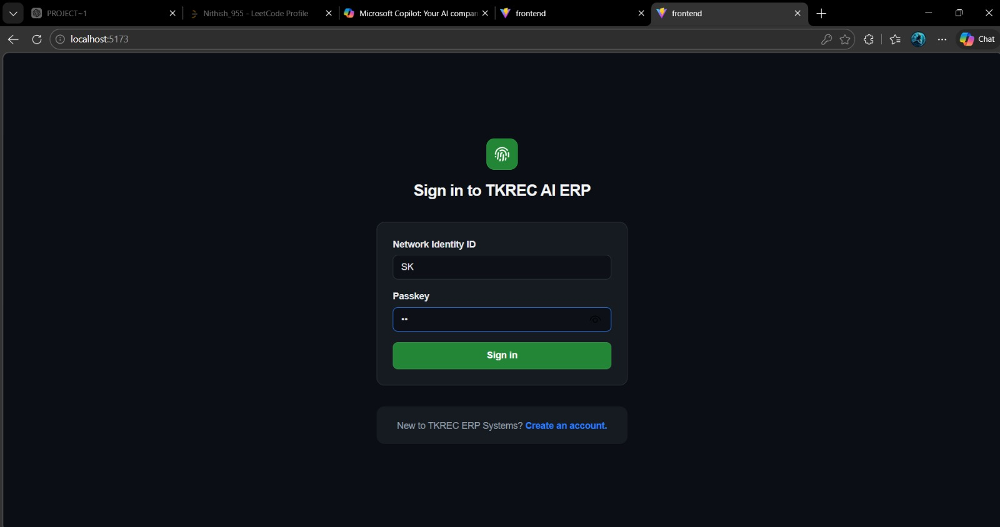 PROJECT~1
Nithish_955 - LeetCode Profile
Microsoft Copilot: Your AI compan
frontend
frontend
localhost:5173
Chat
Sign in to TKREC AI ERP
Network Identity ID
SK
Passkey
••
Sign in
New to TKREC ERP Systems? Create an account.